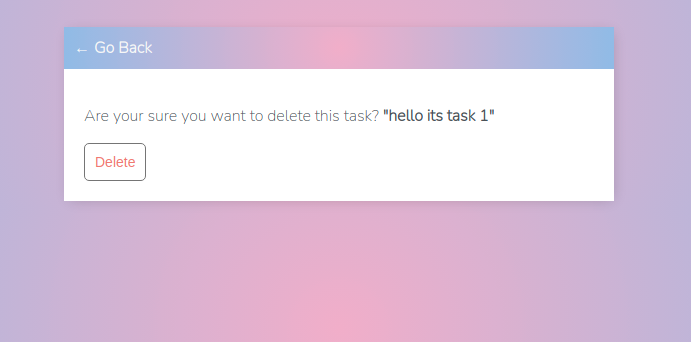 ← Go Back
Are your sure you want to delete this task? "hello its task 1"
Delete